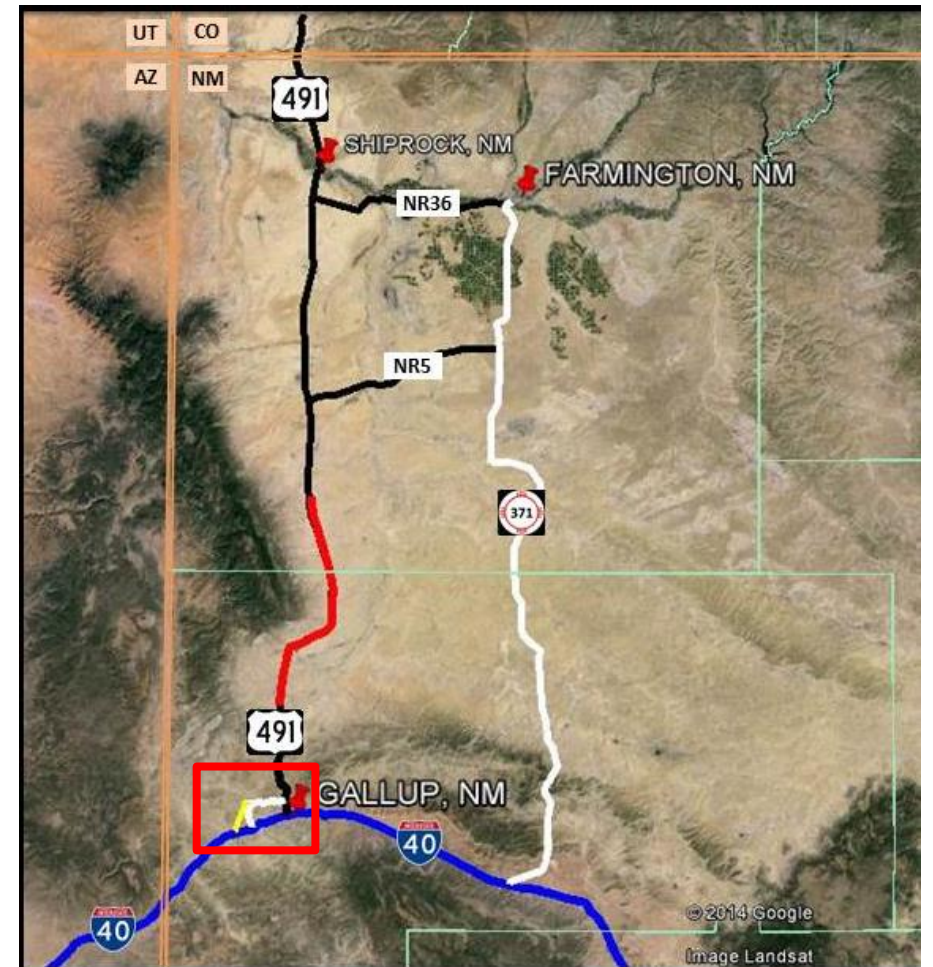 UT CO
AZ NM
491
SHIPROCK, NM
FARMINGTON, NM
NR36
NR5
371
491
GALLUP, NM
40
40
© 2014 Google
Image Landsat